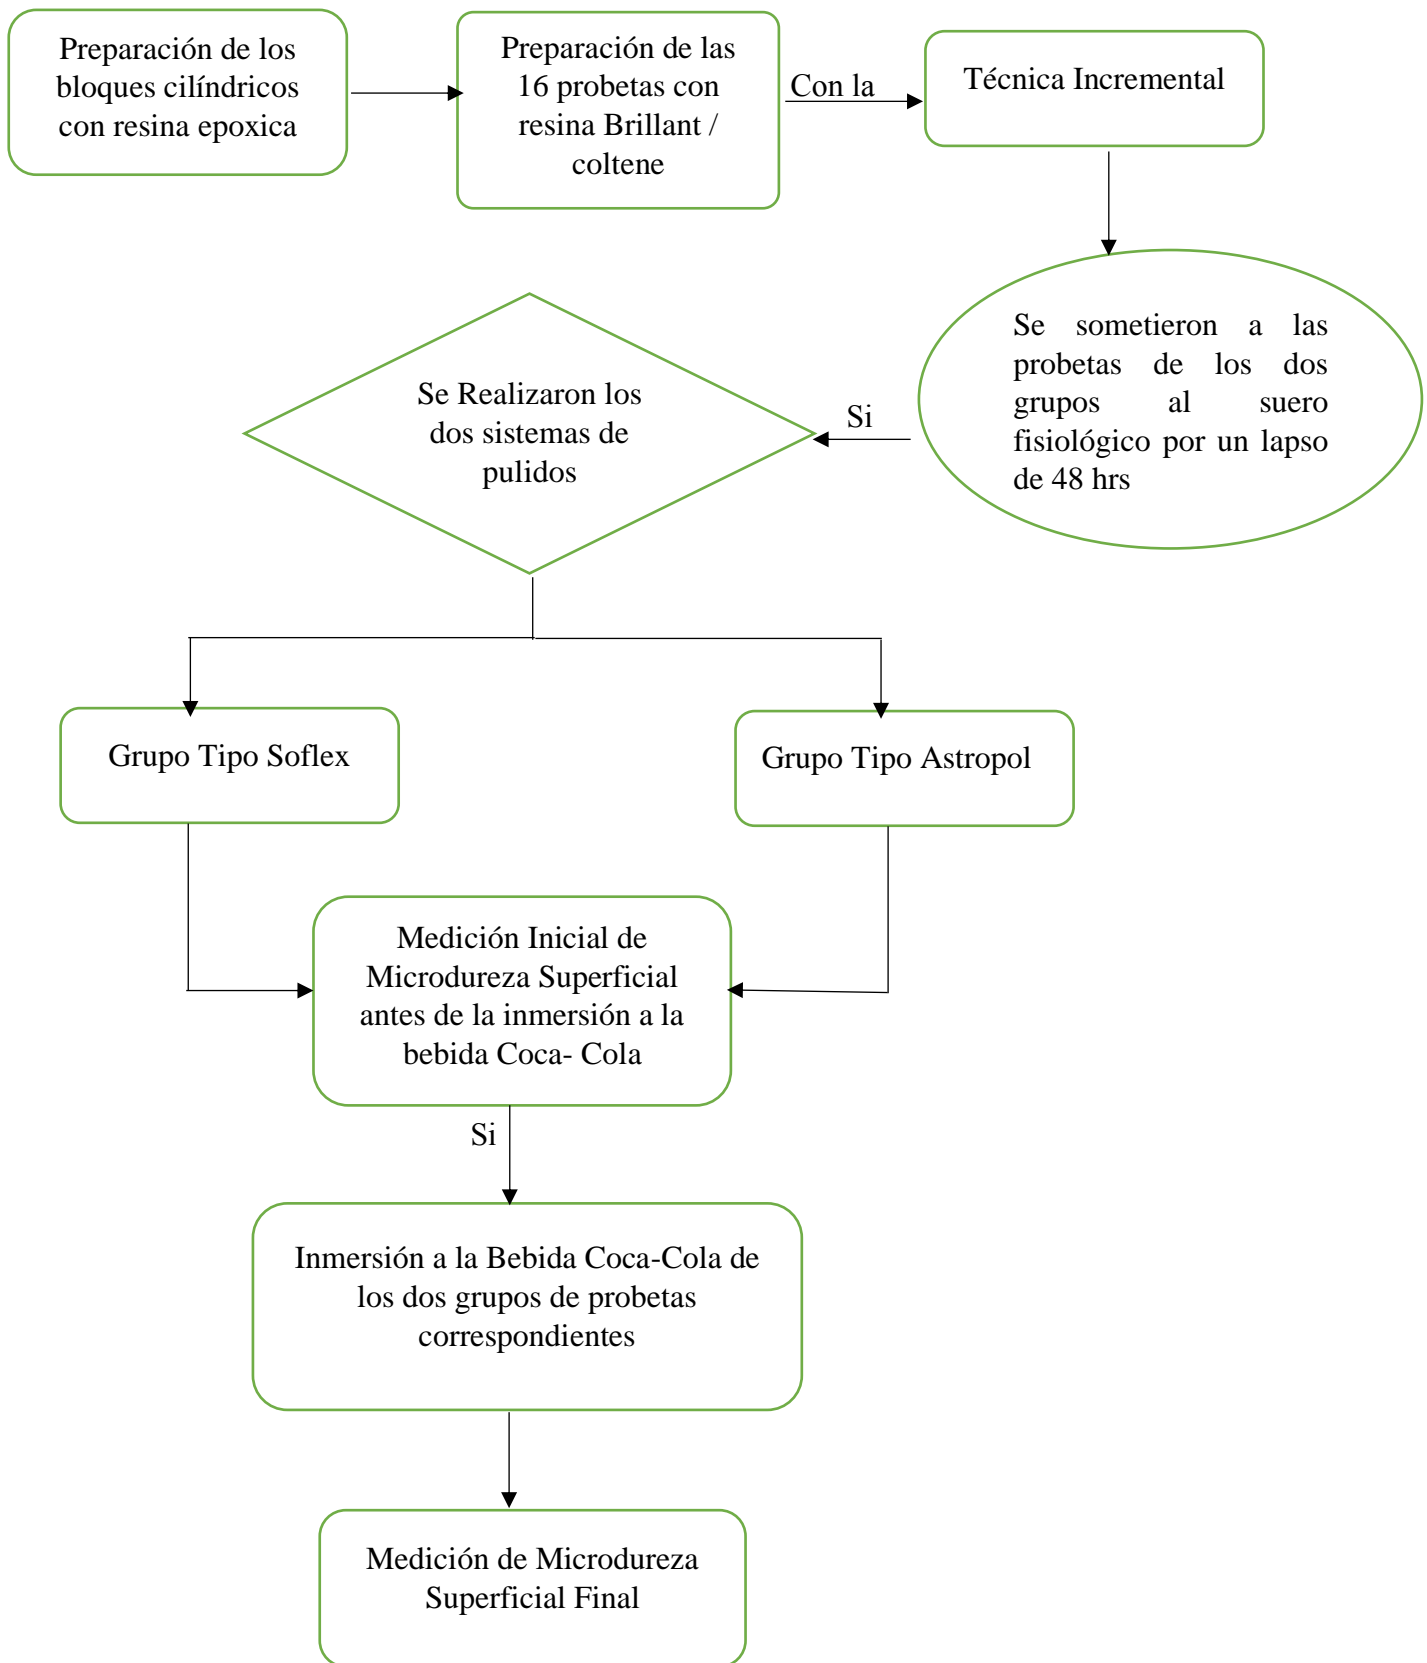 Preparación de los
bloques cilíndricos
con resina epoxica
Preparación de las
16 probetas con
resina Brillant /
coltene
Con la
Técnica Incremental
Se sometieron a las
probetas de los dos
grupos al suero
fisiológico por un lapso
de 48 hrs
Si
Se Realizaron los
dos sistemas de
pulidos
Grupo Tipo Soflex
Grupo Tipo Astropol
Medición Inicial de
Microdureza Superficial
antes de la inmersión a la
bebida Coca- Cola
Si
Inmersión a la Bebida Coca-Cola de
los dos grupos de probetas
correspondientes
Medición de Microdureza
Superficial Final